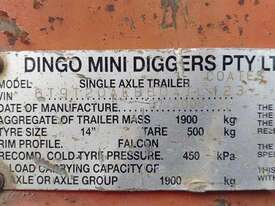 DINGO MINI DIGGERS PTY LT
MODEL SINGLE AXLE TRAILER COATES
VIN
DATE OF MANUFACTURE
AGGREGATE OF TRAILER MASS 1900 kg
TYRE SIZE 14" TARE 500 kg
RIM PROFILE: FALCON
RECOMD. COLD TYRE PRESSURE: 450 - kPa
LOAD CARRYING CAPACITY OF
AXLE OR AXLE GROUP 1900 kg